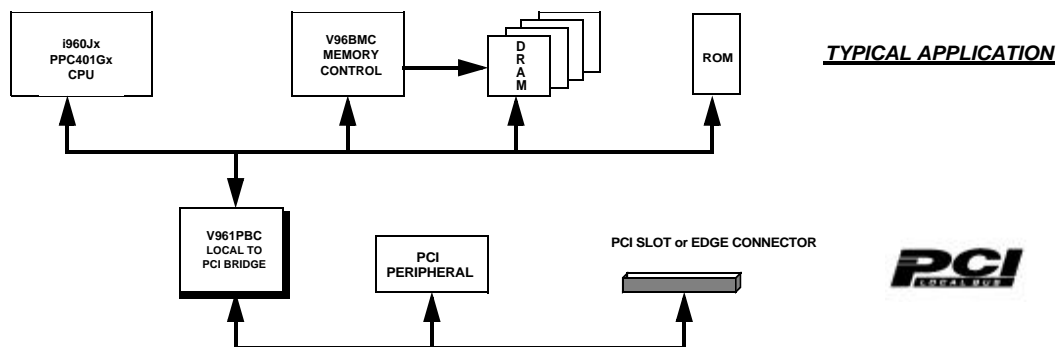 i960Jx
PPC401Gx
CPU
V96BMC
MEMORY
CONTROL
D
R
A
M
ROM
TYPICAL APPLICATION
V961PBC
LOCAL TO
PCI BRIDGE
PCI
PERIPHERAL
PCI SLOT or EDGE CONNECTOR
PCI
LOCAL BUS